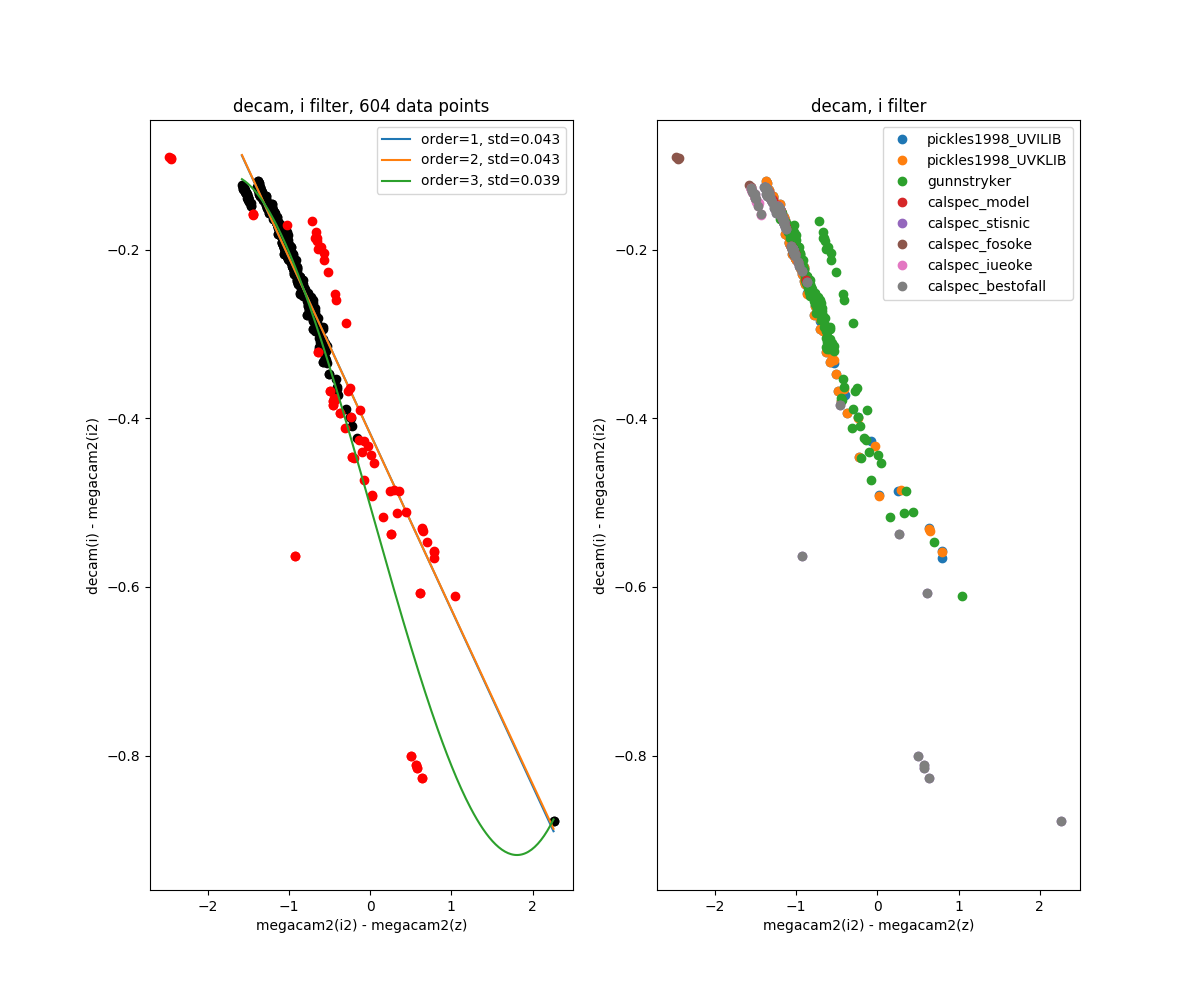 decam, i filter, 604 data points
order=1, std=0.043
order=2, std=0.043
order=3, std=0.039
−0.2
−0.4
−0.6
−0.8
decam(i) - megacam2(i2)
−2
−1
0
1
2
megacam2(i2) - megacam2(z)
decam, i filter
pickles1998_UVILIB
pickles1998_UVKLIB
gunnstryker
calspec_model
calspec_stisnic
calspec_fosoke
calspec_iueoke
calspec_bestofall
−0.2
−0.4
−0.6
−0.8
decam(i) - megacam2(i2)
−2
−1
0
1
2
megacam2(i2) - megacam2(z)